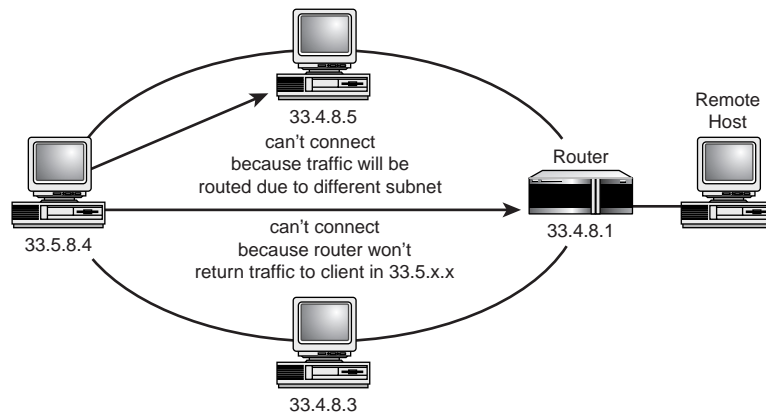 33.4.8.5
can't connect
because traffic will be
routed due to different subnet
Remote
Host
Router
33.5.8.4
33.4.8.1
can't connect
because router won't
return traffic to client in 33.5.x.x
33.4.8.3